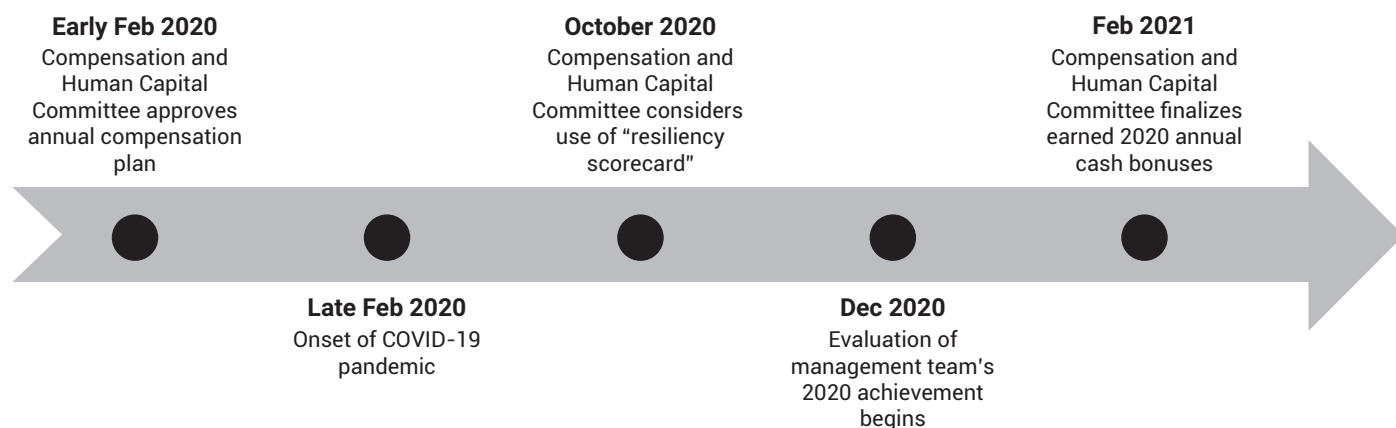 Early Feb 2020
Compensation and
Human Capital
Committee approves
annual compensation
plan
Late Feb 2020
Onset of COVID-19
pandemic
October 2020
Compensation and
Human Capital
Committee considers
use of “resiliency
scorecard”
Dec 2020
Evaluation of
management team's
2020 achievement
begins
Feb 2021
Compensation and
Human Capital
Committee finalizes
earned 2020 annual
cash bonuses